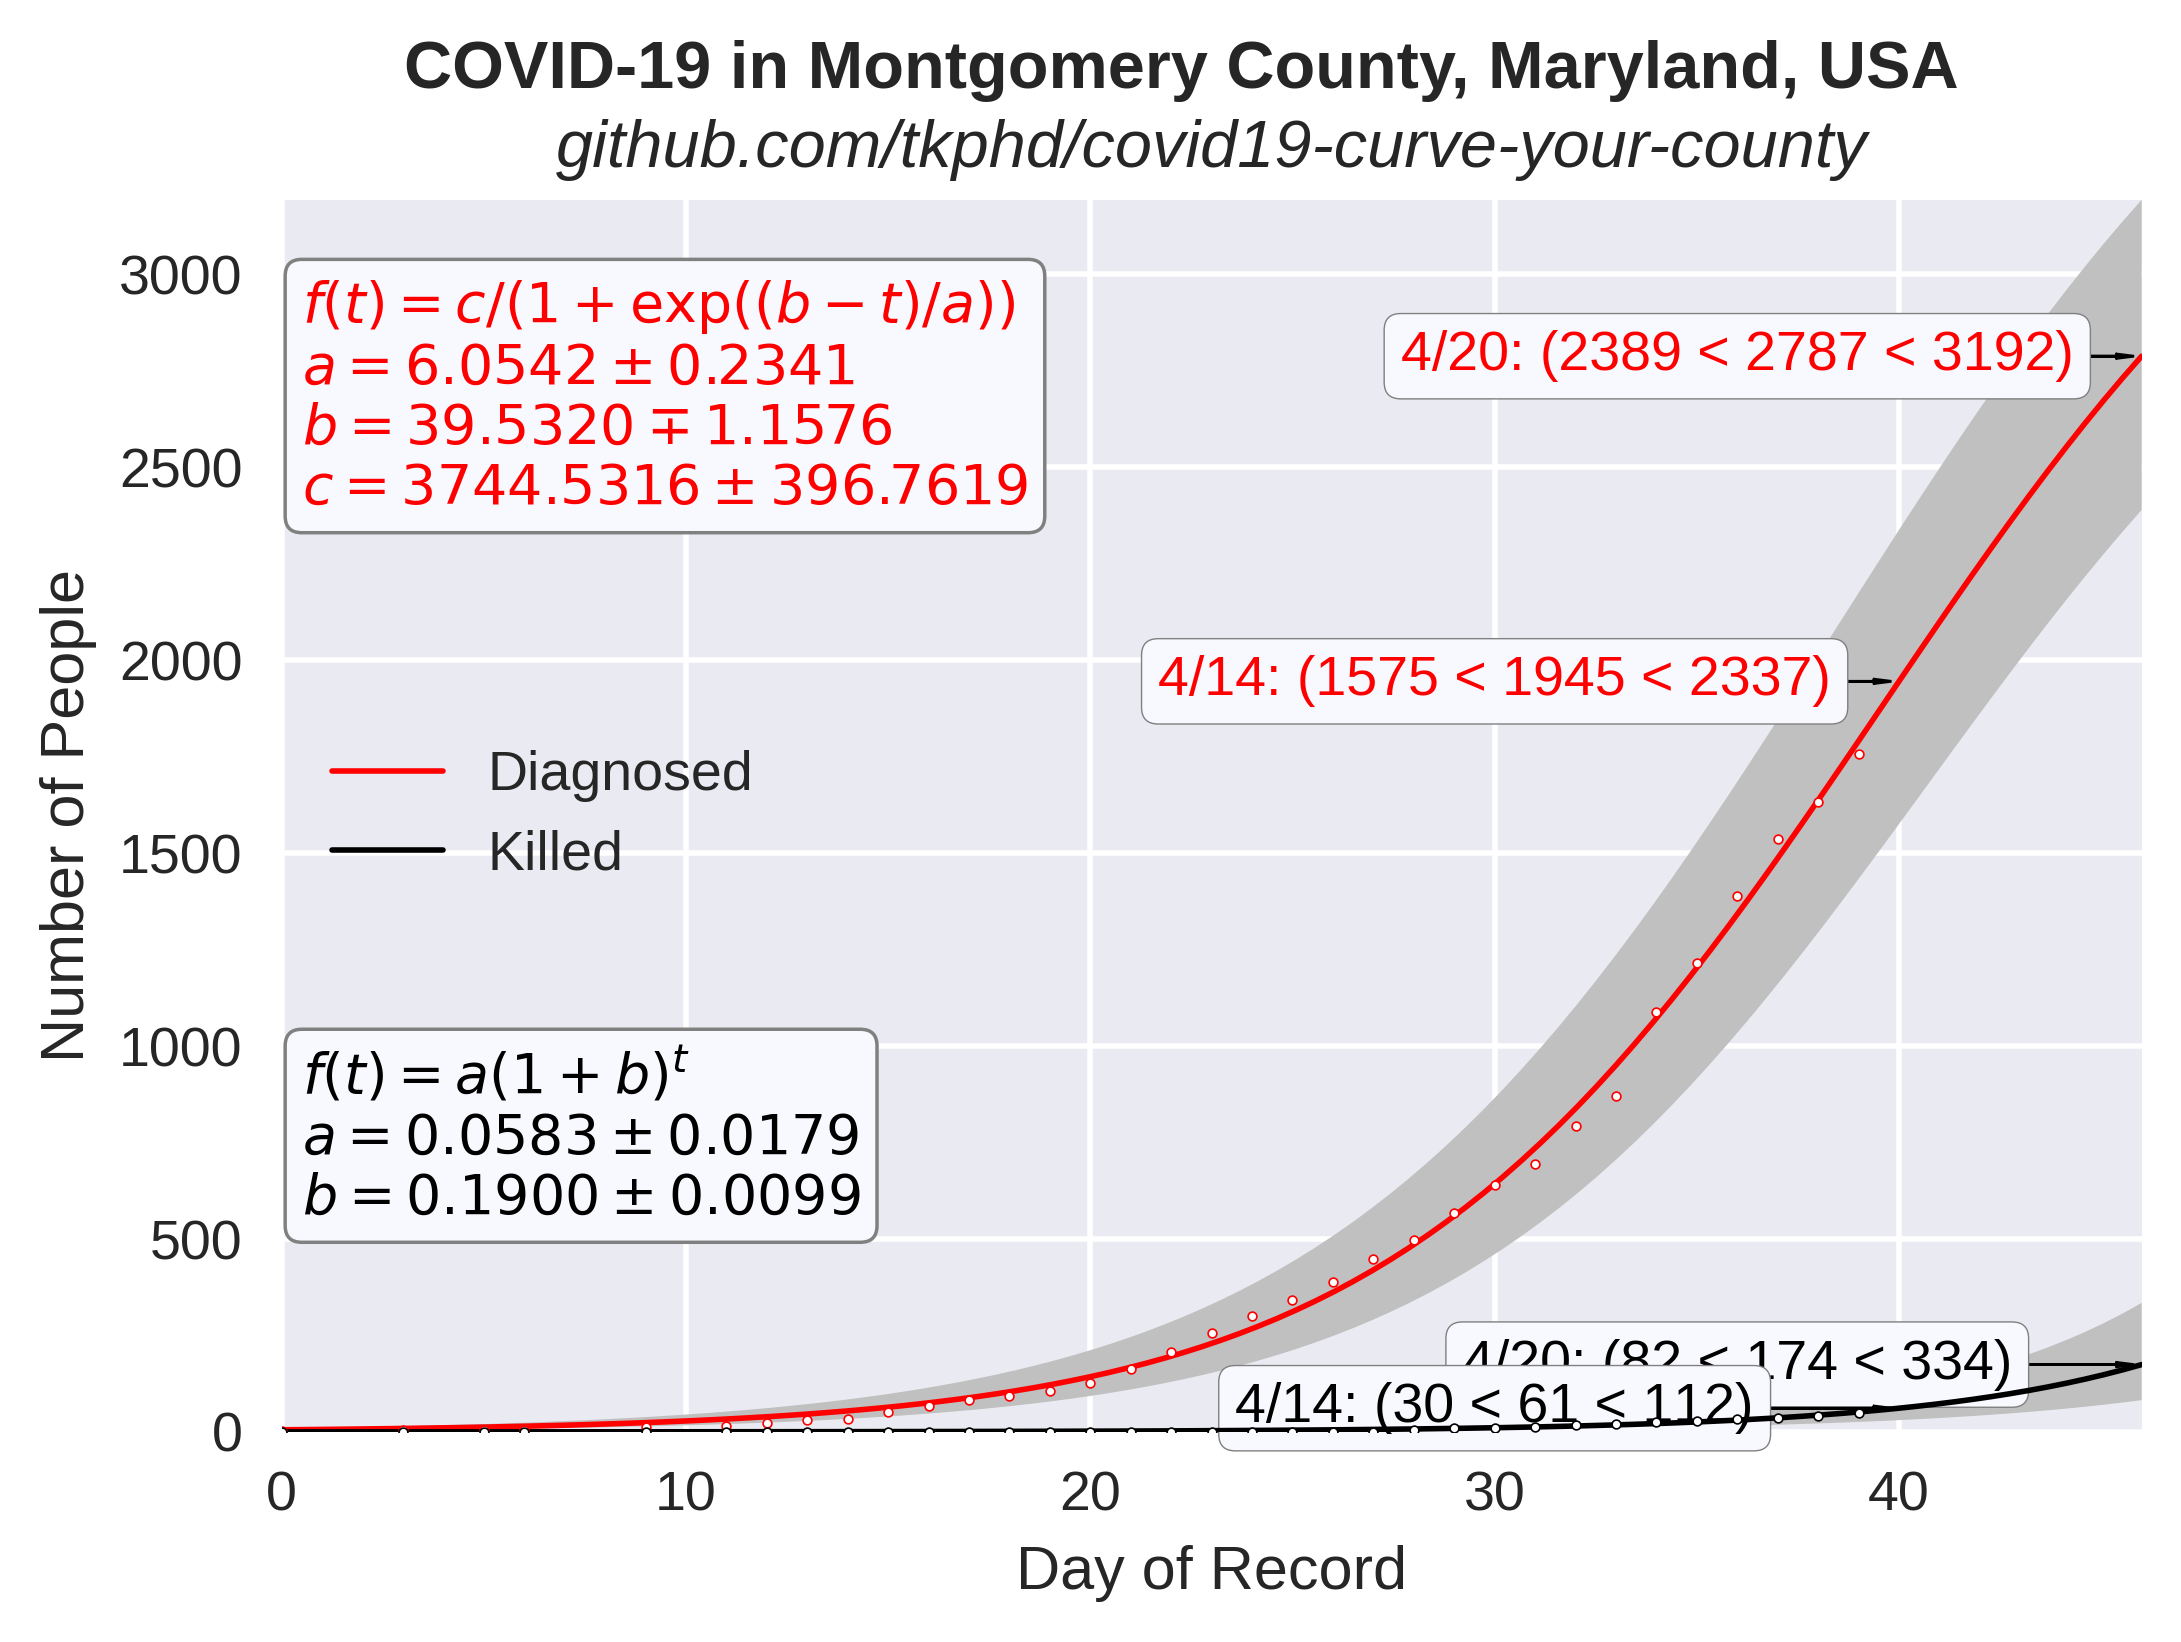 COVID-19 in Montgomery County, Maryland, USA
github.com/tkphd/covid19-curve-your-county
Number of People
3000
2500
2000
1500
1000
500
0
f(t) = c/(1 + exp((b − t)/a))
a = 6.0542 ± 0.2341
b = 39.5320 ∓ 1.1576
c = 3744.5316 ± 396.7619
4/20: (2389 < 2787 < 3192)
4/14: (1575 < 1945 < 2337)
Diagnosed
Killed
f(t) = a(1 + b)^t
a = 0.0583 ± 0.0179
b = 0.1900 ± 0.0099
4/20: (82 < 174 < 334)
4/14: (30 < 61 < 112)
0 10 20 30 40
Day of Record